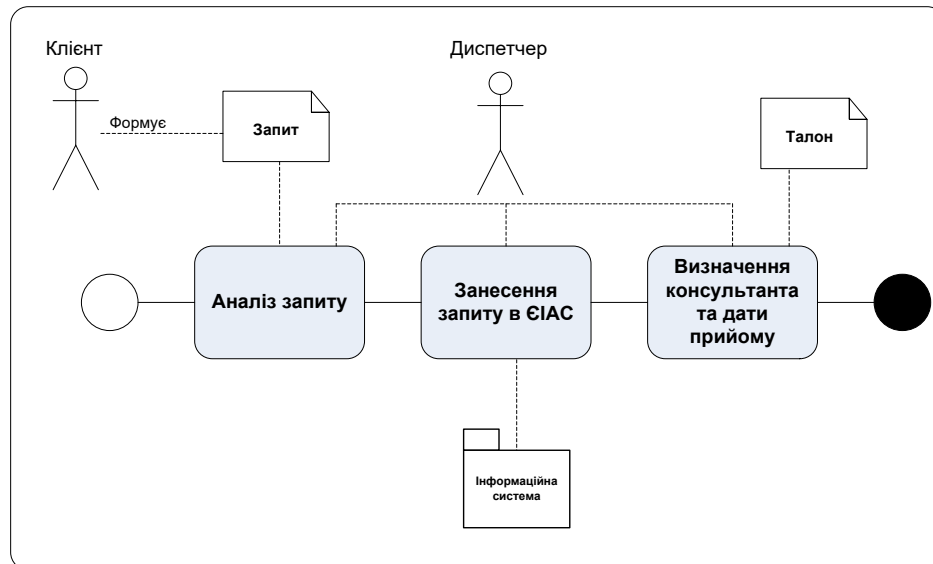 Клієнт
Диспетчер
Формує
Запит
Талон
Аналіз запиту
Занесення
запиту в ЄІАС
Визначення
консультанта
та дати
прийому
Інформаційна
система